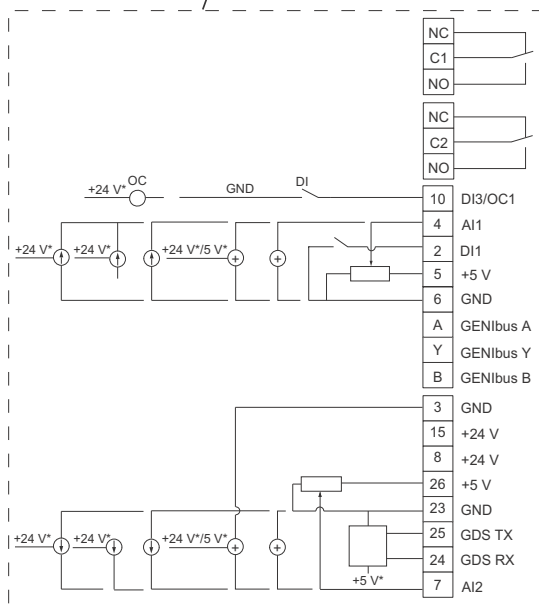 NC
C1
NO
NC
C2
NO
+24 V* OC GND DI 10 DI3/OC1
4 AI1
+24 V* +24 V* +24 V*/5 V* + + 2 DI1
5 +5 V
6 GND
A GENIbus A
Y GENIbus Y
B GENIbus B
3 GND
15 +24 V
8 +24 V
26 +5 V
23 GND
25 GDS TX
+24 V* +24 V* +24 V*/5 V* + + 24 GDS RX
+5 V* 7 AI2